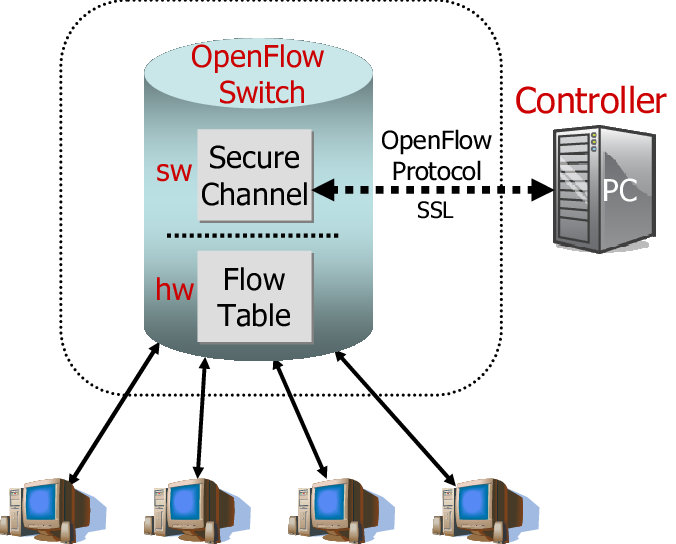 OpenFlow
Switch
Controller
sw
Secure
Channel
OpenFlow
Protocol
SSL
PC
hw
Flow
Table